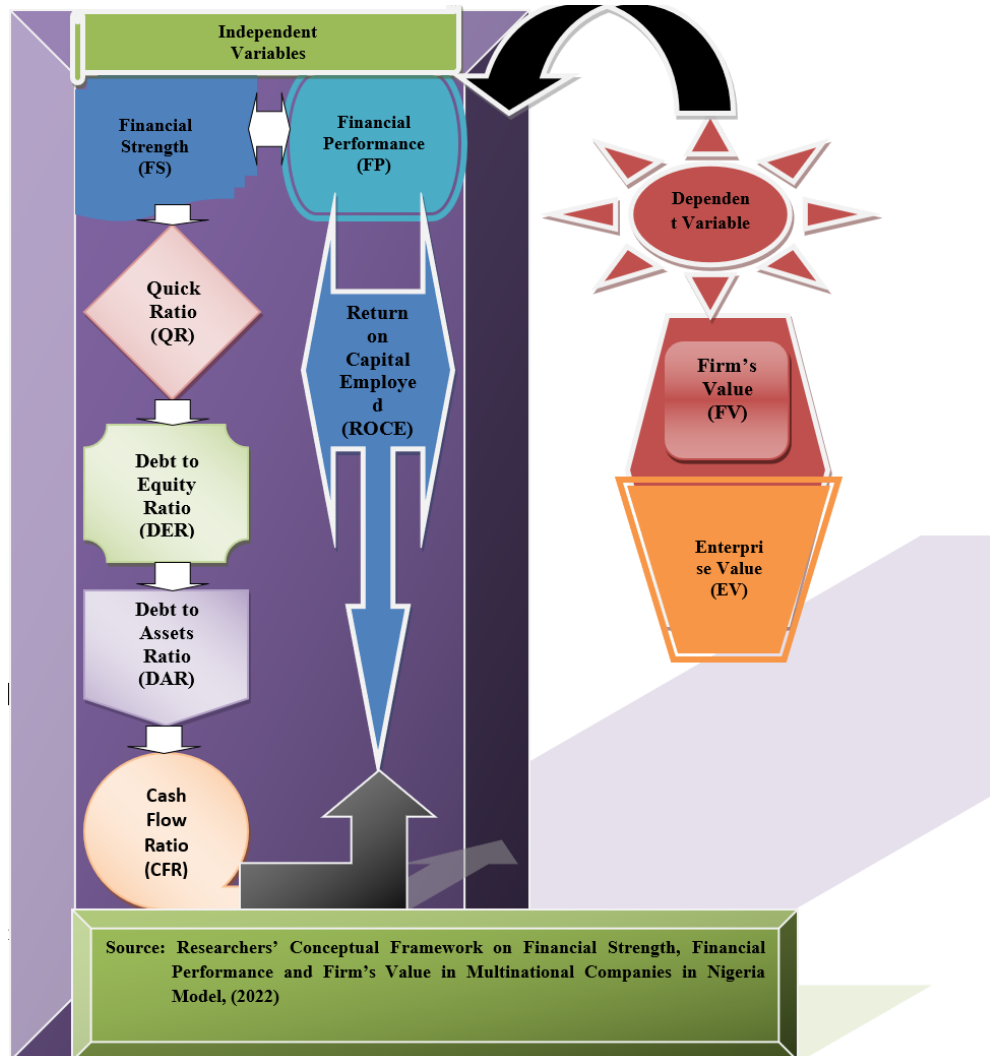 Independent
Variables
Financial
Strength
(FS)
Financial
Performance
(FP)
Dependen
t Variable
Quick
Ratio
(QR)
Return
on
Capital
Employe
d
(ROCE)
Firm's
Value
(FV)
Debt to
Equity
Ratio
(DER)
Enterpri
se Value
(EV)
Debt to
Assets
Ratio
(DAR)
Cash
Flow
Ratio
(CFR)
Source: Researchers' Conceptual Framework on Financial Strength, Financial
Performance and Firm's Value in Multinational Companies in Nigeria
Model, (2022)